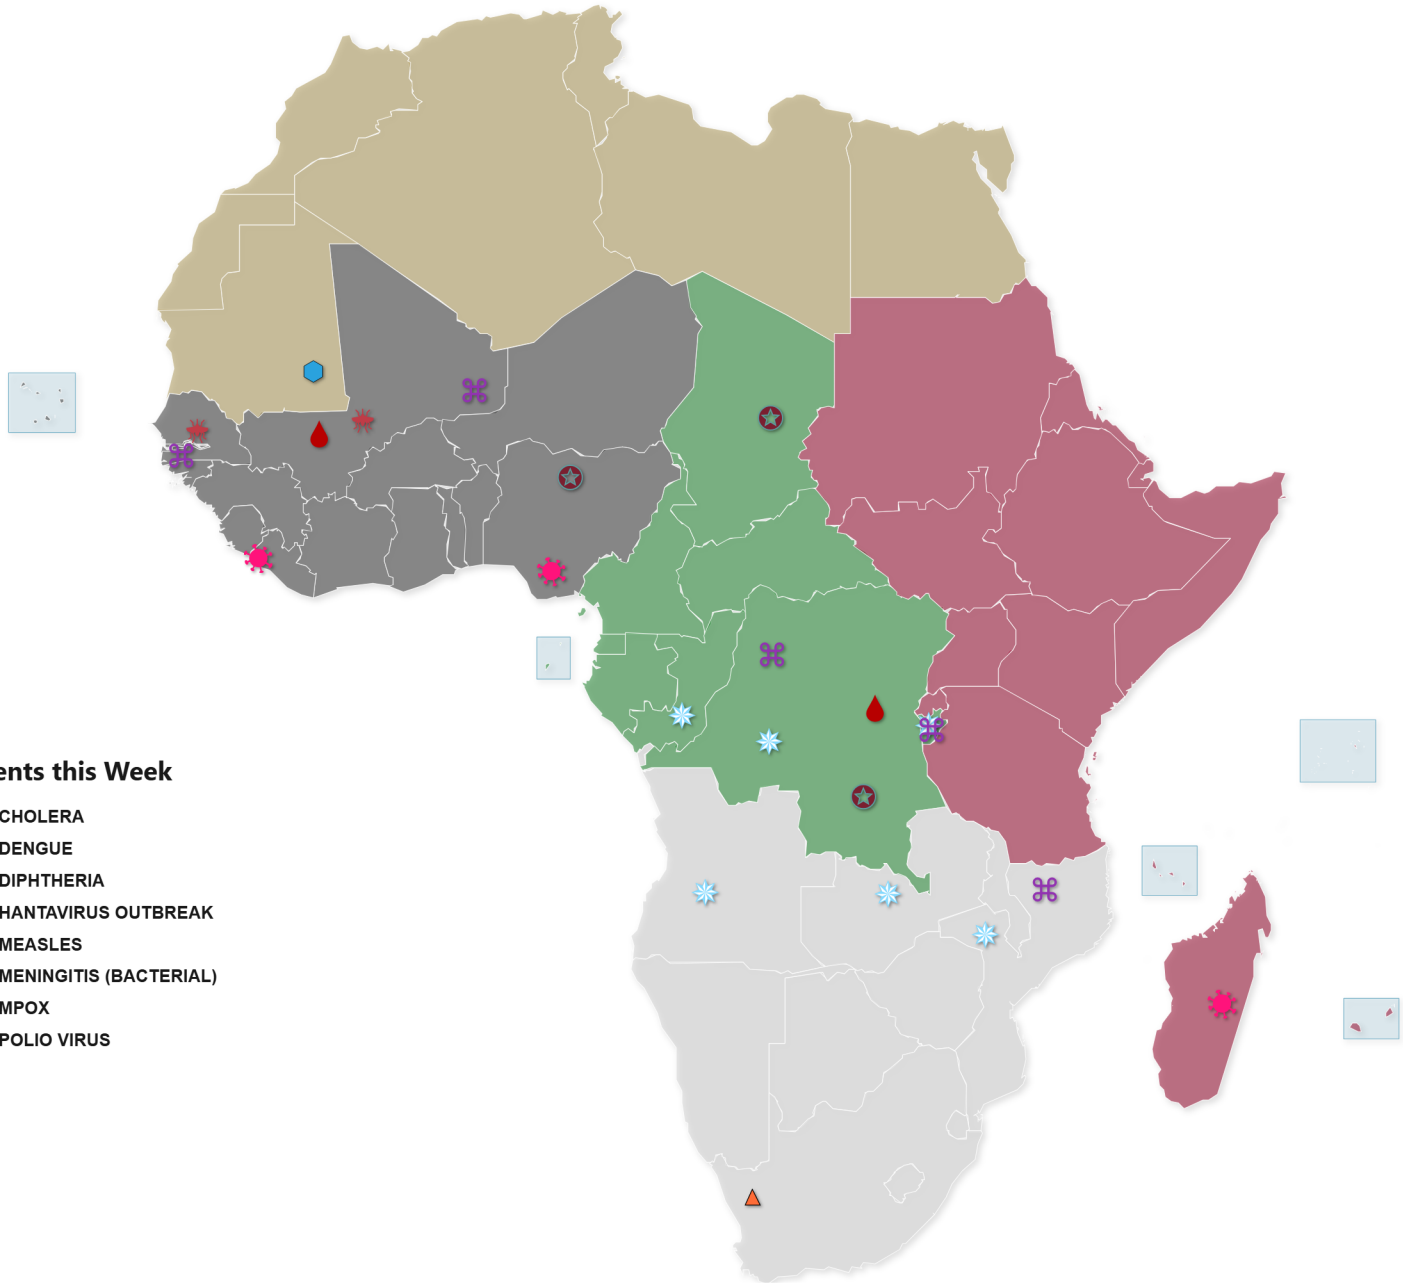 ents this Week
CHOLERA
DENGUE
DIPHTHERIA
HANTAVIRUS OUTBREAK
MEASLES
MENINGITIS (BACTERIAL)
MPOX
POLIO VIRUS